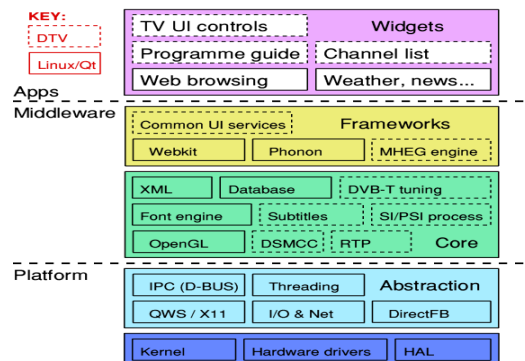 KEY:
DTV
Linux/Qt
TV UI controls Widgets
Programme guide Channel list
Web browsing Weather, news...
Apps
Middleware
Common UI services Frameworks
Webkit Phonon MHEG engine
XML Database DVB-T tuning
Font engine Subtitles SI/PSI process
OpenGL DSMCC RTP Core
Platform
IPC (D-BUS) Threading Abstraction
QWS / X11 I/O & Net DirectFB
Kernel Hardware drivers HAL